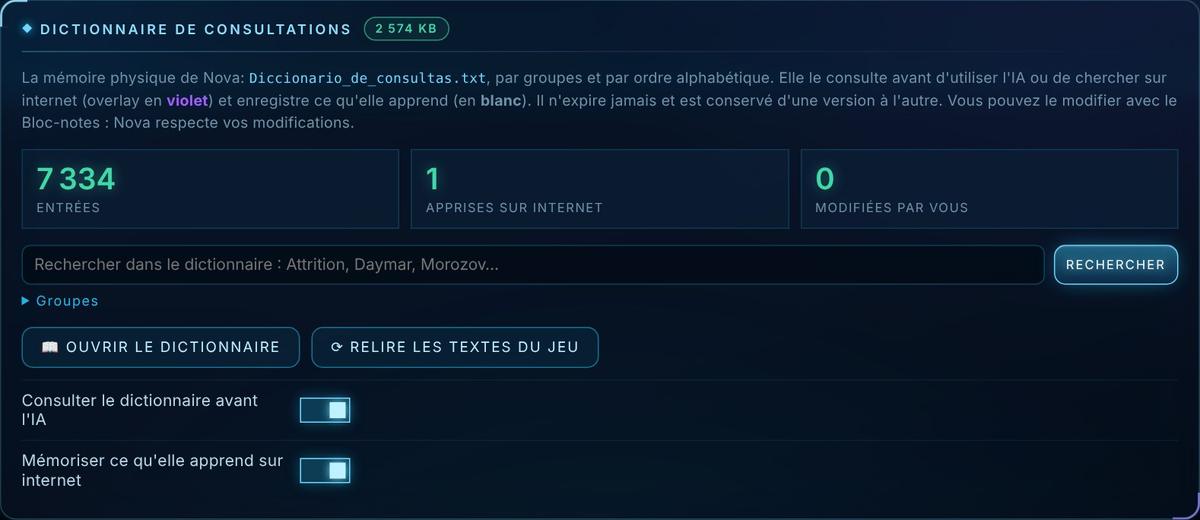 DICTIONNAIRE DE CONSULTATIONS 2 574 KB
La mémoire physique de Nova: Diccionario_de_consultas.txt, par groupes et par ordre alphabétique. Elle le consulte avant d'utiliser l'IA ou de chercher sur
internet (overlay en violet) et enregistre ce qu'elle apprend (en blanc). Il n'expire jamais et est conservé d'une version à l'autre. Vous pouvez le modifier avec le
Bloc-notes : Nova respecte vos modifications.
7 334
ENTRÉES
1
APPRISES SUR INTERNET
0
MODIFIÉES PAR VOUS
Rechercher dans le dictionnaire : Attrition, Daymar, Morozov...
RECHERCHER
Groupes
OUVRIR LE DICTIONNAIRE
RELIRE LES TEXTES DU JEU
Consulter le dictionnaire avant
l'IA
Mémoriser ce qu'elle apprend sur
internet